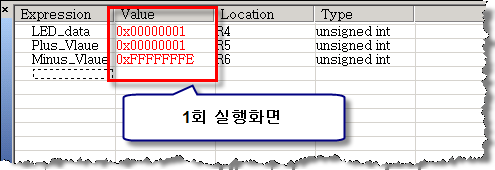 Expression Value Location Type
LED_data 0x00000001 R4 unsigned int
Plus_Vlaue 0x00000001 R5 unsigned int
Minus_Vlaue 0xFFFFFFFE R6 unsigned int
1회 실행화면